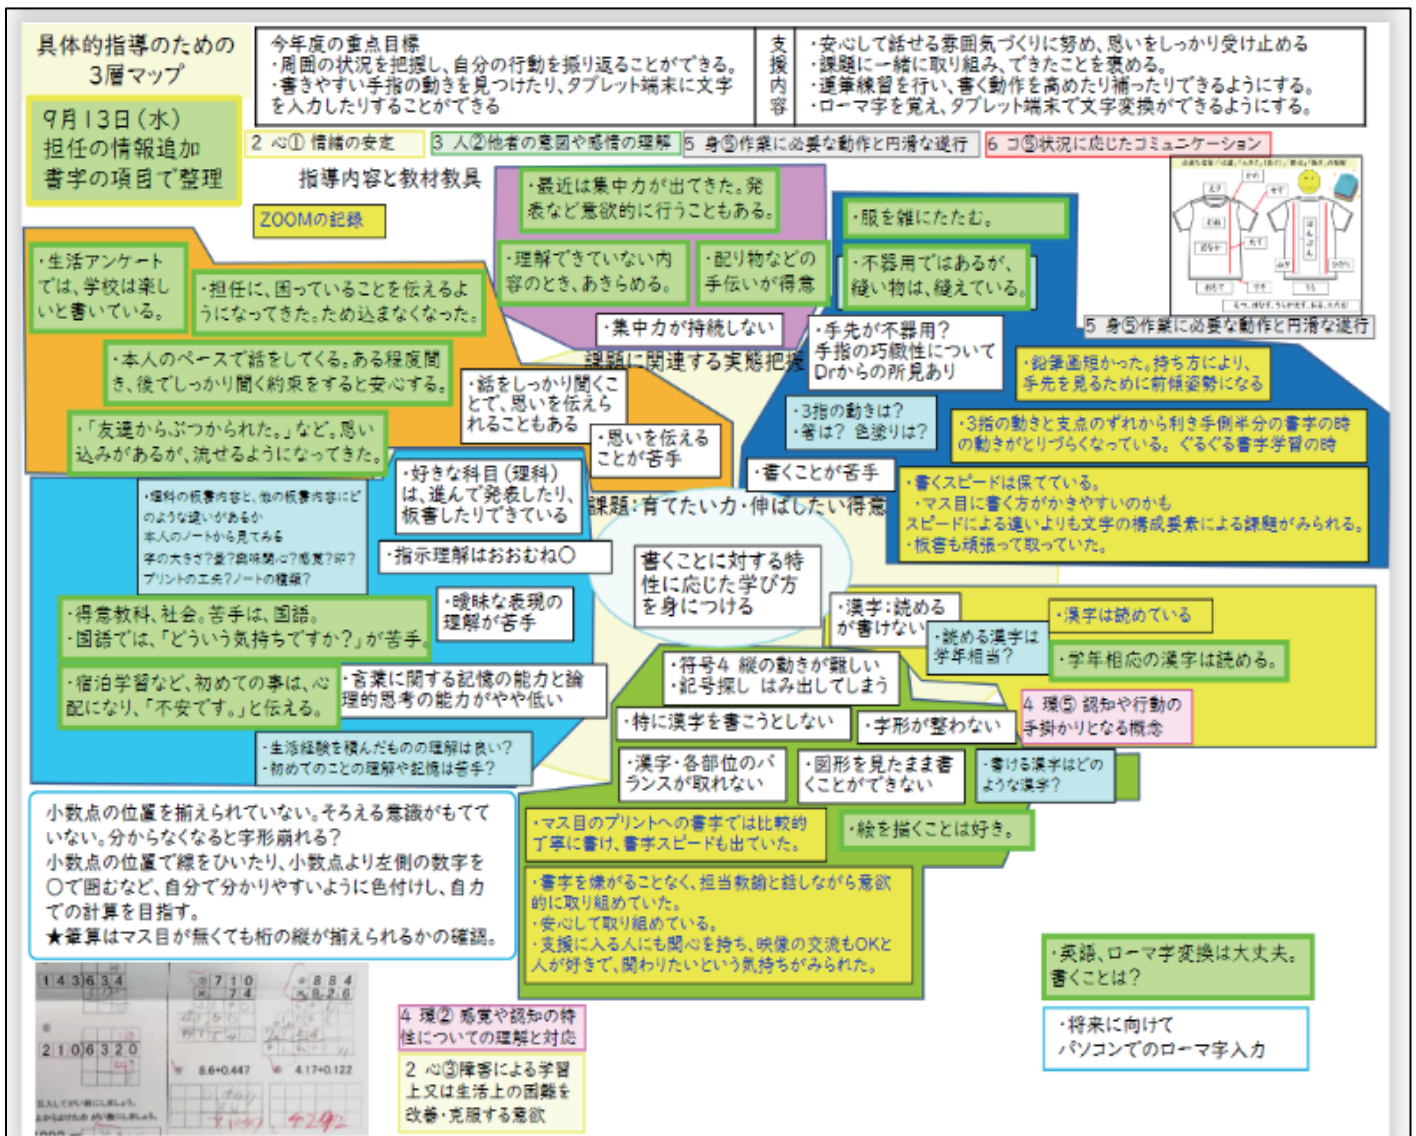 具体的指導のための
3層マップ
9月13日(水)
担任の情報追加
書字の項目で整理
今年度の重点目標
・周囲の状況を把握し、自分の行動を振り返ることができる。
・書きやすい手指の動きを見つけたり、タブレット端末に文字
を入力したりすることができる
支援内容
・安心して話せる雰囲気づくりに努め、思いをしっかり受け止める
・課題に一緒に取り組み、できたことを褒める。
・運筆練習を行い、書く動作を高めたり補ったりできるようにする。
・ローマ字を覚え、タブレット端末で文字変換ができるようにする。
2 心① 情緒の安定
3 人②他者の意図や感情の理解
5 身⑤作業に必要な動作と円滑な遂行
6 コ⑤状況に応じたコミュニケーション
指導内容と教材教具
ZOOMの記録
・最近は集中力が出てきた。発
表など意欲的に行うこともある。
・理解できていない内
容のとき、あきらめる。
・配り物などの
手伝いが得意
・集中力が持続しない
課題に関連する実態把握
・服を雑にたたむ。
・不器用ではあるが、
縫い物は、縫えている。
・手先が不器用?
手指の巧緻性について
Drからの所見あり
5 身⑤作業に必要な動作と円滑な遂行
・鉛筆画短かった。持ち方により、
手先を見るために前傾姿勢になる
・3指の動きは?
・箸は? 色塗りは?
・3指の動きと支点のずれから利き手側半分の書字の時
の動きがとりづらくなっている。ぐるぐる書字学習の時
・書くことが苦手
・書くスピードは保てている。
・マス目に書く方がかきやすいのかも
スピードによる違いよりも文字の構成要素による課題がみられる。
・板書も頑張って取っていた。
・生活アンケート
では、学校は楽し
いと書いている。
・担任に、困っていることを伝えるよ
うになってきた。ため込まなくなった。
・本人のペースで話をしてくる。ある程度聞
き、後でしっかり聞く約束をすると安心する。
・「友達からぶつかられた。」など。思い
込みがあるが、流せるようになってきた。
・話をしっかり聞くこ
とで、思いを伝えら
れることもある
・思いを伝える
ことが苦手
・好きな科目(理科)
は、進んで発表したり、
板書したりできている
課題:育てたい力・伸ばしたい得意
・理科の板書内容と、他の板書内容にど
のような違いがあるか
本人のノートから見てみる
字の大きさ?量?興味関心?感覚?印?
プリントの工夫?ノートの種類?
・指示理解はおおむね〇
・曖昧な表現の
理解が苦手
書くことに対する特
性に応じた学び方
を身につける
・得意教科、社会。苦手は、国語。
・国語では、「どういう気持ちですか?」が苦手。
・宿泊学習など、初めての事は、心
配になり、「不安です。」と伝える。
・言葉に関する記憶の能力と論
理的思考の能力がやや低い
・生活経験を積んだものの理解は良い?
・初めてのことの理解や記憶は苦手?
・漢字:読める
が書けない
・読める漢字は
学年相当?
・漢字は読めている
・学年相応の漢字は読める。
4 環⑤ 認知や行動の
手掛かりとなる概念
・符号4 縦の動きが難しい
・記号探し はみ出してしまう
・特に漢字を書こうとしない
・字形が整わない
・漢字・各部位のバ
ランスが取れない
・図形を見たまま書
くことができない
・書ける漢字はどの
ような漢字?
・マス目のプリントへの書字では比較的
丁寧に書け、書字スピードも出ていた。
・絵を描くことは好き。
・書字を嫌がることなく、担当教諭と話しながら意欲
的に取り組めていた。
・安心して取り組めている。
・支援に入る人にも関心を持ち、映像の交流もOKと
人が好きで、関わりたいという気持ちがみられた。
小数点の位置を揃えられていない。そろえる意識がもてて
いない。分からなくなると字形崩れる?
小数点の位置で線をひいたり、小数点より左側の数字を
〇で囲むなど、自分で分かりやすいように色付けし、自力
での計算を目指す。
★筆算はマス目が無くても桁の縦が揃えられるかの確認。
143)634
710
× 74
884
2106320
8.6+0.447
4.17+0.122
4.292
4 環② 感覚や認知の特
性についての理解と対応
2 心③障害による学習
上又は生活上の困難を
改善・克服する意欲
・英語、ローマ字変換は大丈夫。
書くことは?
・将来に向けて
パソコンでのローマ字入力